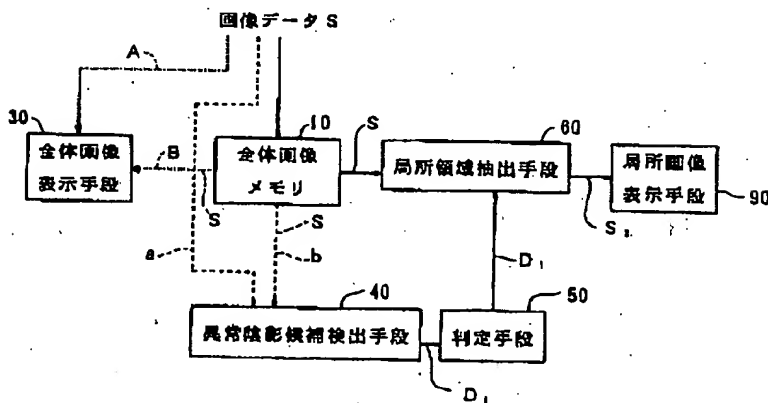 画像データS
A
30
全体画像
表示手段
B
S
10
全体画像
メモリ
S
60
局所領域抽出手段
局所画像
表示手段
90
S
b
a
D₁
40
異常陰影候補検出手段
50
判定手段